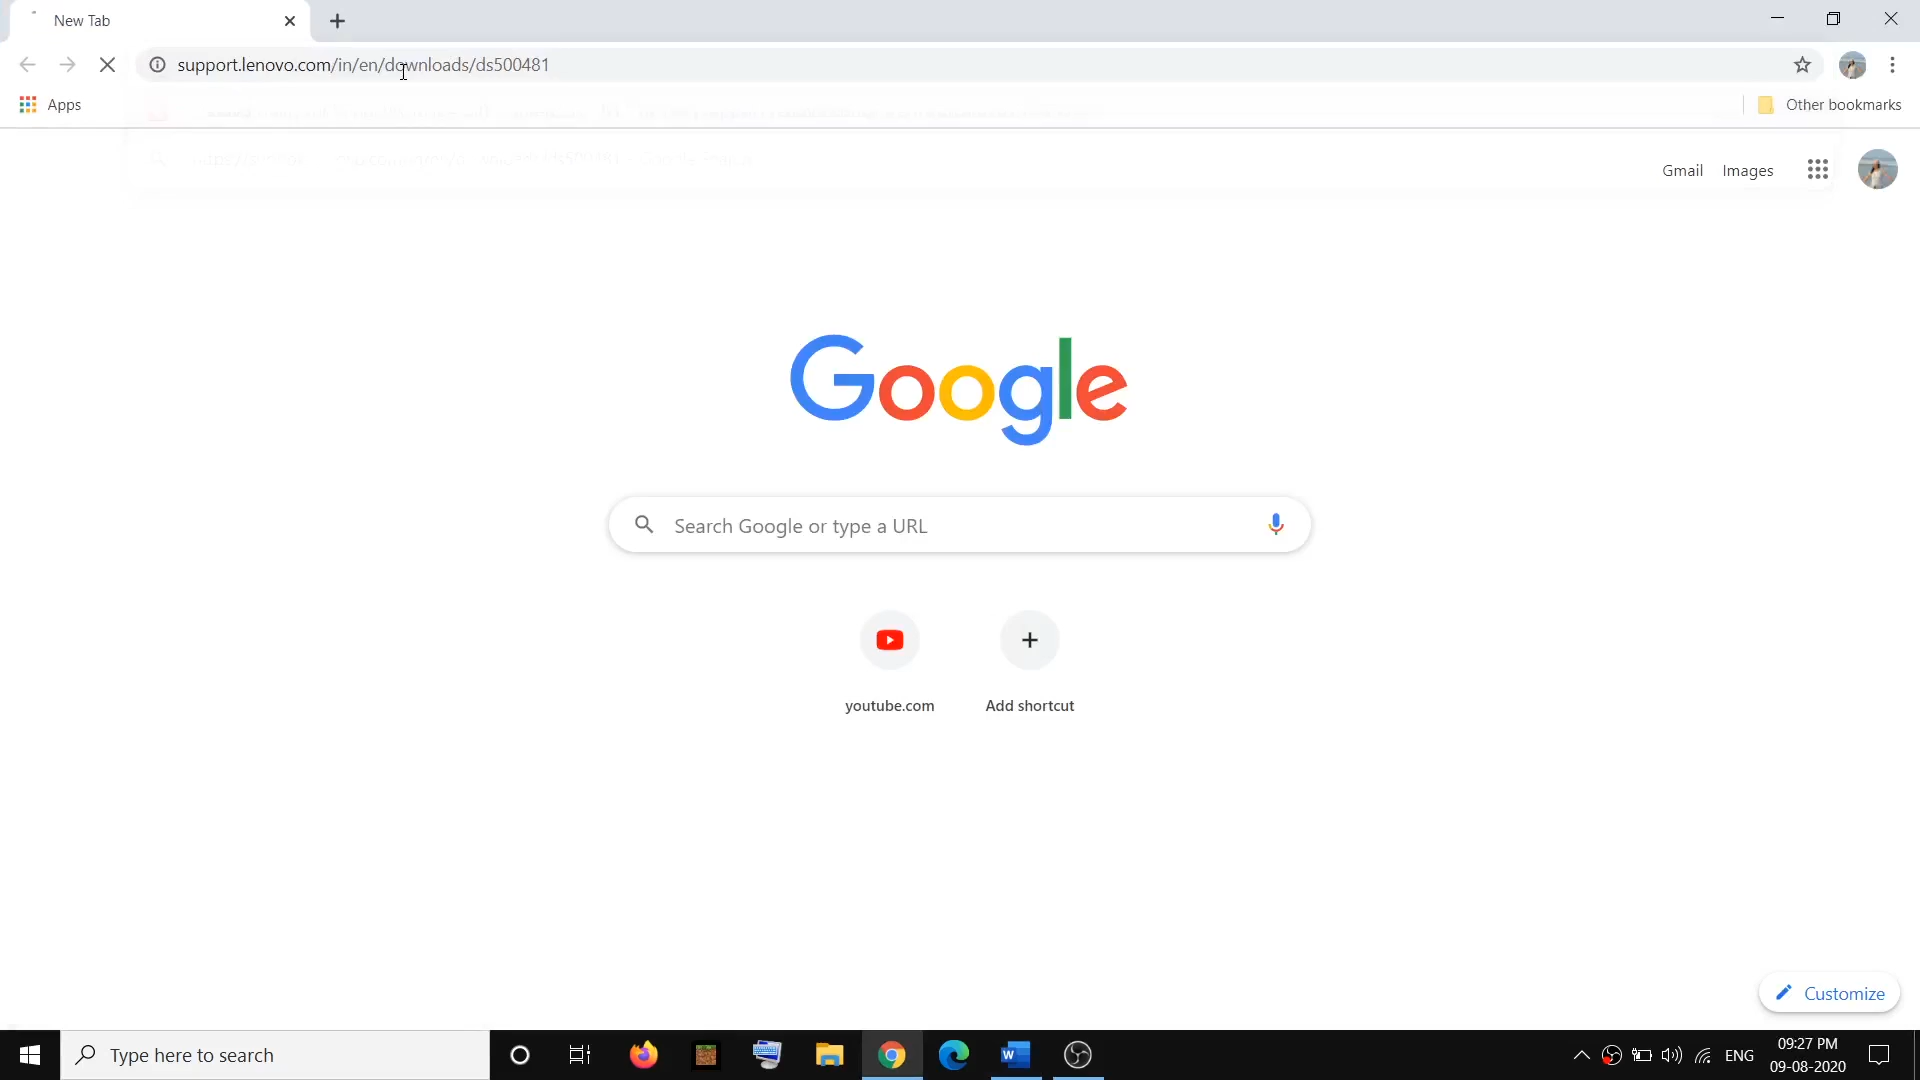 New Tab
support.lenovo.com/in/en/downloads/ds500481
Apps
Other bookmarks
Gmail
Images
Google
Search Google or type a URL
youtube.com
Add shortcut
Customize
Type here to search
ENG
09:27 PM
09-08-2020